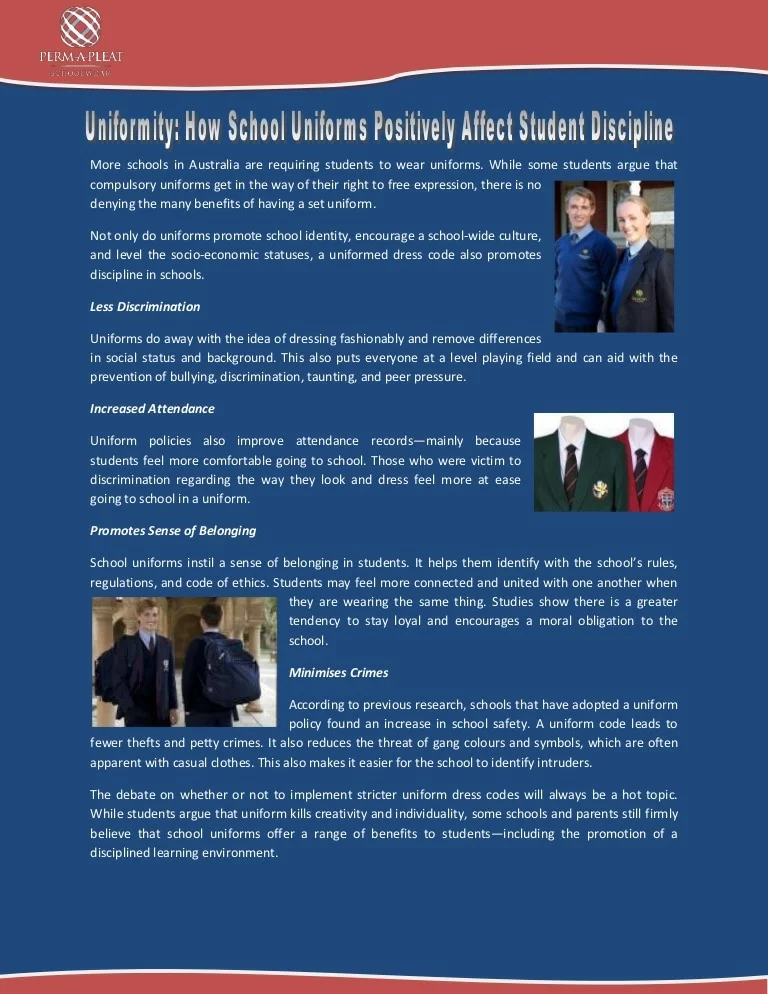 PERM-A-PLEAT
SCHOOLWEAR
Uniformity: How School Uniforms Positively Affect Student Discipline
More schools in Australia are requiring students to wear uniforms. While some students argue that
compulsory uniforms get in the way of their right to free expression, there is no
denying the many benefits of having a set uniform.
Not only do uniforms promote school identity, encourage a school-wide culture,
and level the socio-economic statuses, a uniformed dress code also promotes
discipline in schools.
Less Discrimination
Uniforms do away with the idea of dressing fashionably and remove differences
in social status and background. This also puts everyone at a level playing field and can aid with the
prevention of bullying, discrimination, taunting, and peer pressure.
Increased Attendance
Uniform policies also improve attendance records—mainly because
students feel more comfortable going to school. Those who were victim to
discrimination regarding the way they look and dress feel more at ease
going to school in a uniform.
Promotes Sense of Belonging
School uniforms instil a sense of belonging in students. It helps them identify with the school's rules,
regulations, and code of ethics. Students may feel more connected and united with one another when
they are wearing the same thing. Studies show there is a greater
tendency to stay loyal and encourages a moral obligation to the
school.
Minimises Crimes
According to previous research, schools that have adopted a uniform
policy found an increase in school safety. A uniform code leads to
fewer thefts and petty crimes. It also reduces the threat of gang colours and symbols, which are often
apparent with casual clothes. This also makes it easier for the school to identify intruders.
The debate on whether or not to implement stricter uniform dress codes will always be a hot topic.
While students argue that uniform kills creativity and individuality, some schools and parents still firmly
believe that school uniforms offer a range of benefits to students—including the promotion of a
disciplined learning environment.